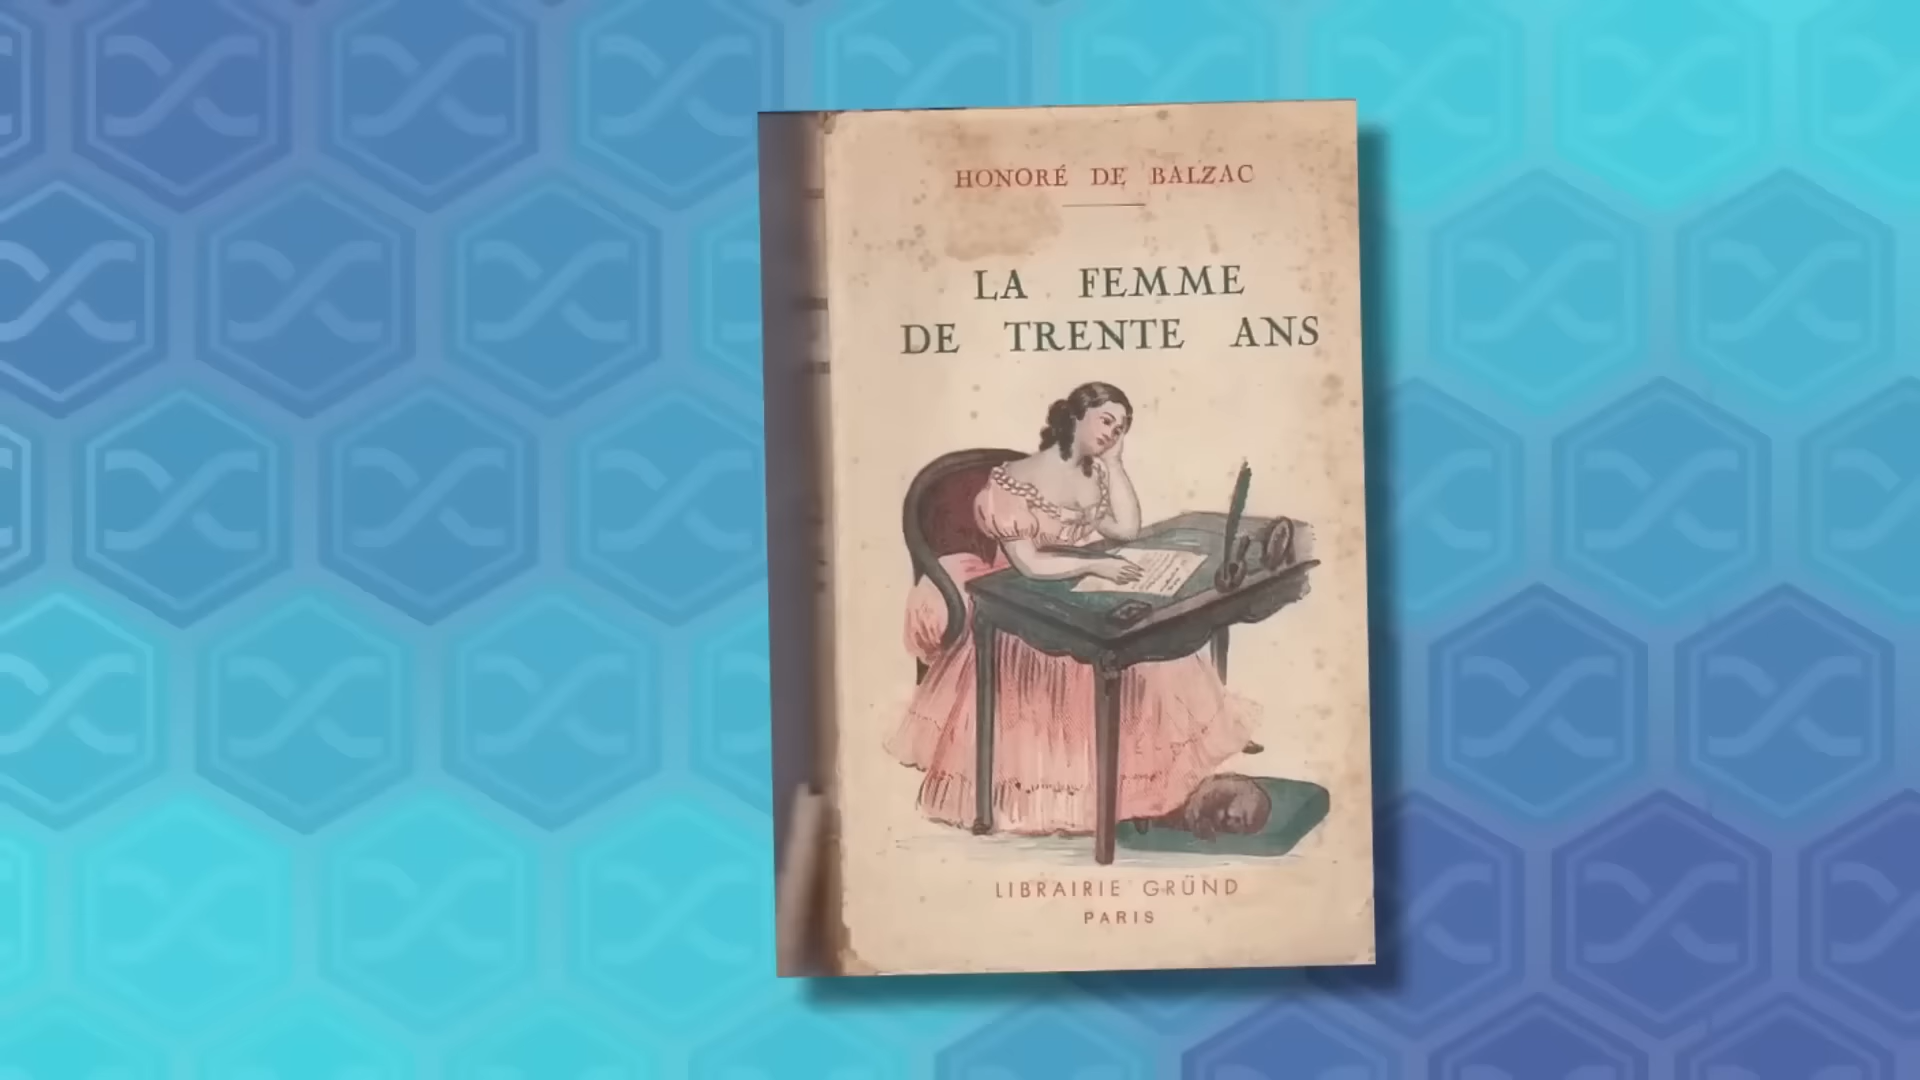 HONORÉ DE BALZAC
LA FEMME
DE TRENTE ANS
LIBRAIRIE GRÜND
PARIS